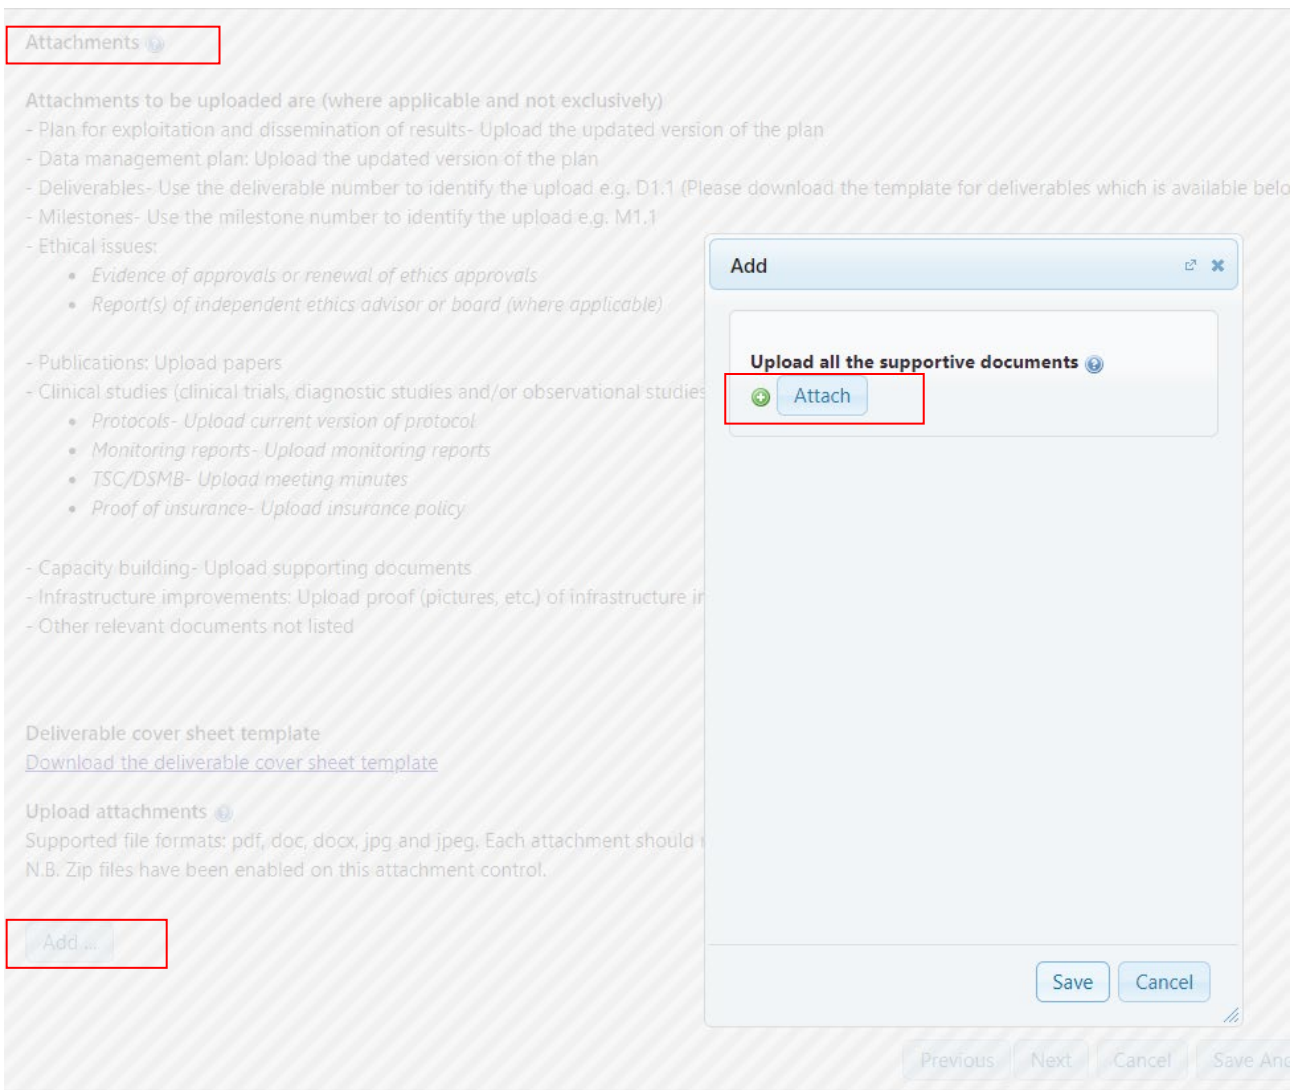 Attachments
Attachments to be uploaded are (where applicable and not exclusively)
- Plan for exploitation and dissemination of results- Upload the updated version of the plan
- Data management plan: Upload the updated version of the plan
- Deliverables- Use the deliverable number to identify the upload e.g. D1.1 (Please download the template for deliverables which is available
- Milestones- Use the milestone number to identify the upload e.g. M1.1
- Ethical issues:
• Evidence of approvals or renewal of ethics approvals
• Report(s) of independent ethics advisor or board (where applicable)
- Publications: Upload papers
- Clinical studies (clinical trials, diagnostic studies and/or observational studies
• Protocols- Upload current version of protocol
• Monitoring reports- Upload monitoring reports
• TSC/DSMB- Upload meeting minutes
• Proof of insurance- Upload insurance policy
- Capacity building- Upload supporting documents
- Infrastructure improvements: Upload proof (pictures, etc.) of infrastructure
- Other relevant documents not listed
Deliverable cover sheet template
Download the deliverable cover sheet template
Upload attachments
Supported file formats: pdf, doc, docx, jpg and jpeg. Each attachment should
N.B. Zip files have been enabled on this attachment control.
Add ...
Add
Upload all the supportive documents
Attach
Save Cancel
Previous Next Cancel Save